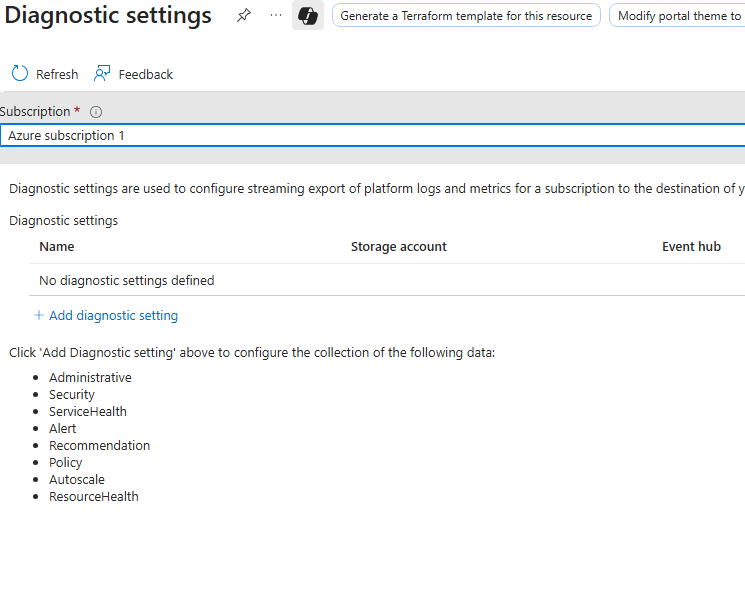 Diagnostic settings
Generate a Terraform template for this resource
Modify portal theme to
Refresh
Feedback
Subscription *
Azure subscription 1
Diagnostic settings are used to configure streaming export of platform logs and metrics for a subscription to the destination of y
Diagnostic settings
Name Storage account Event hub
No diagnostic settings defined
+ Add diagnostic setting
Click 'Add Diagnostic setting' above to configure the collection of the following data:
• Administrative
• Security
• ServiceHealth
• Alert
• Recommendation
• Policy
• Autoscale
• ResourceHealth